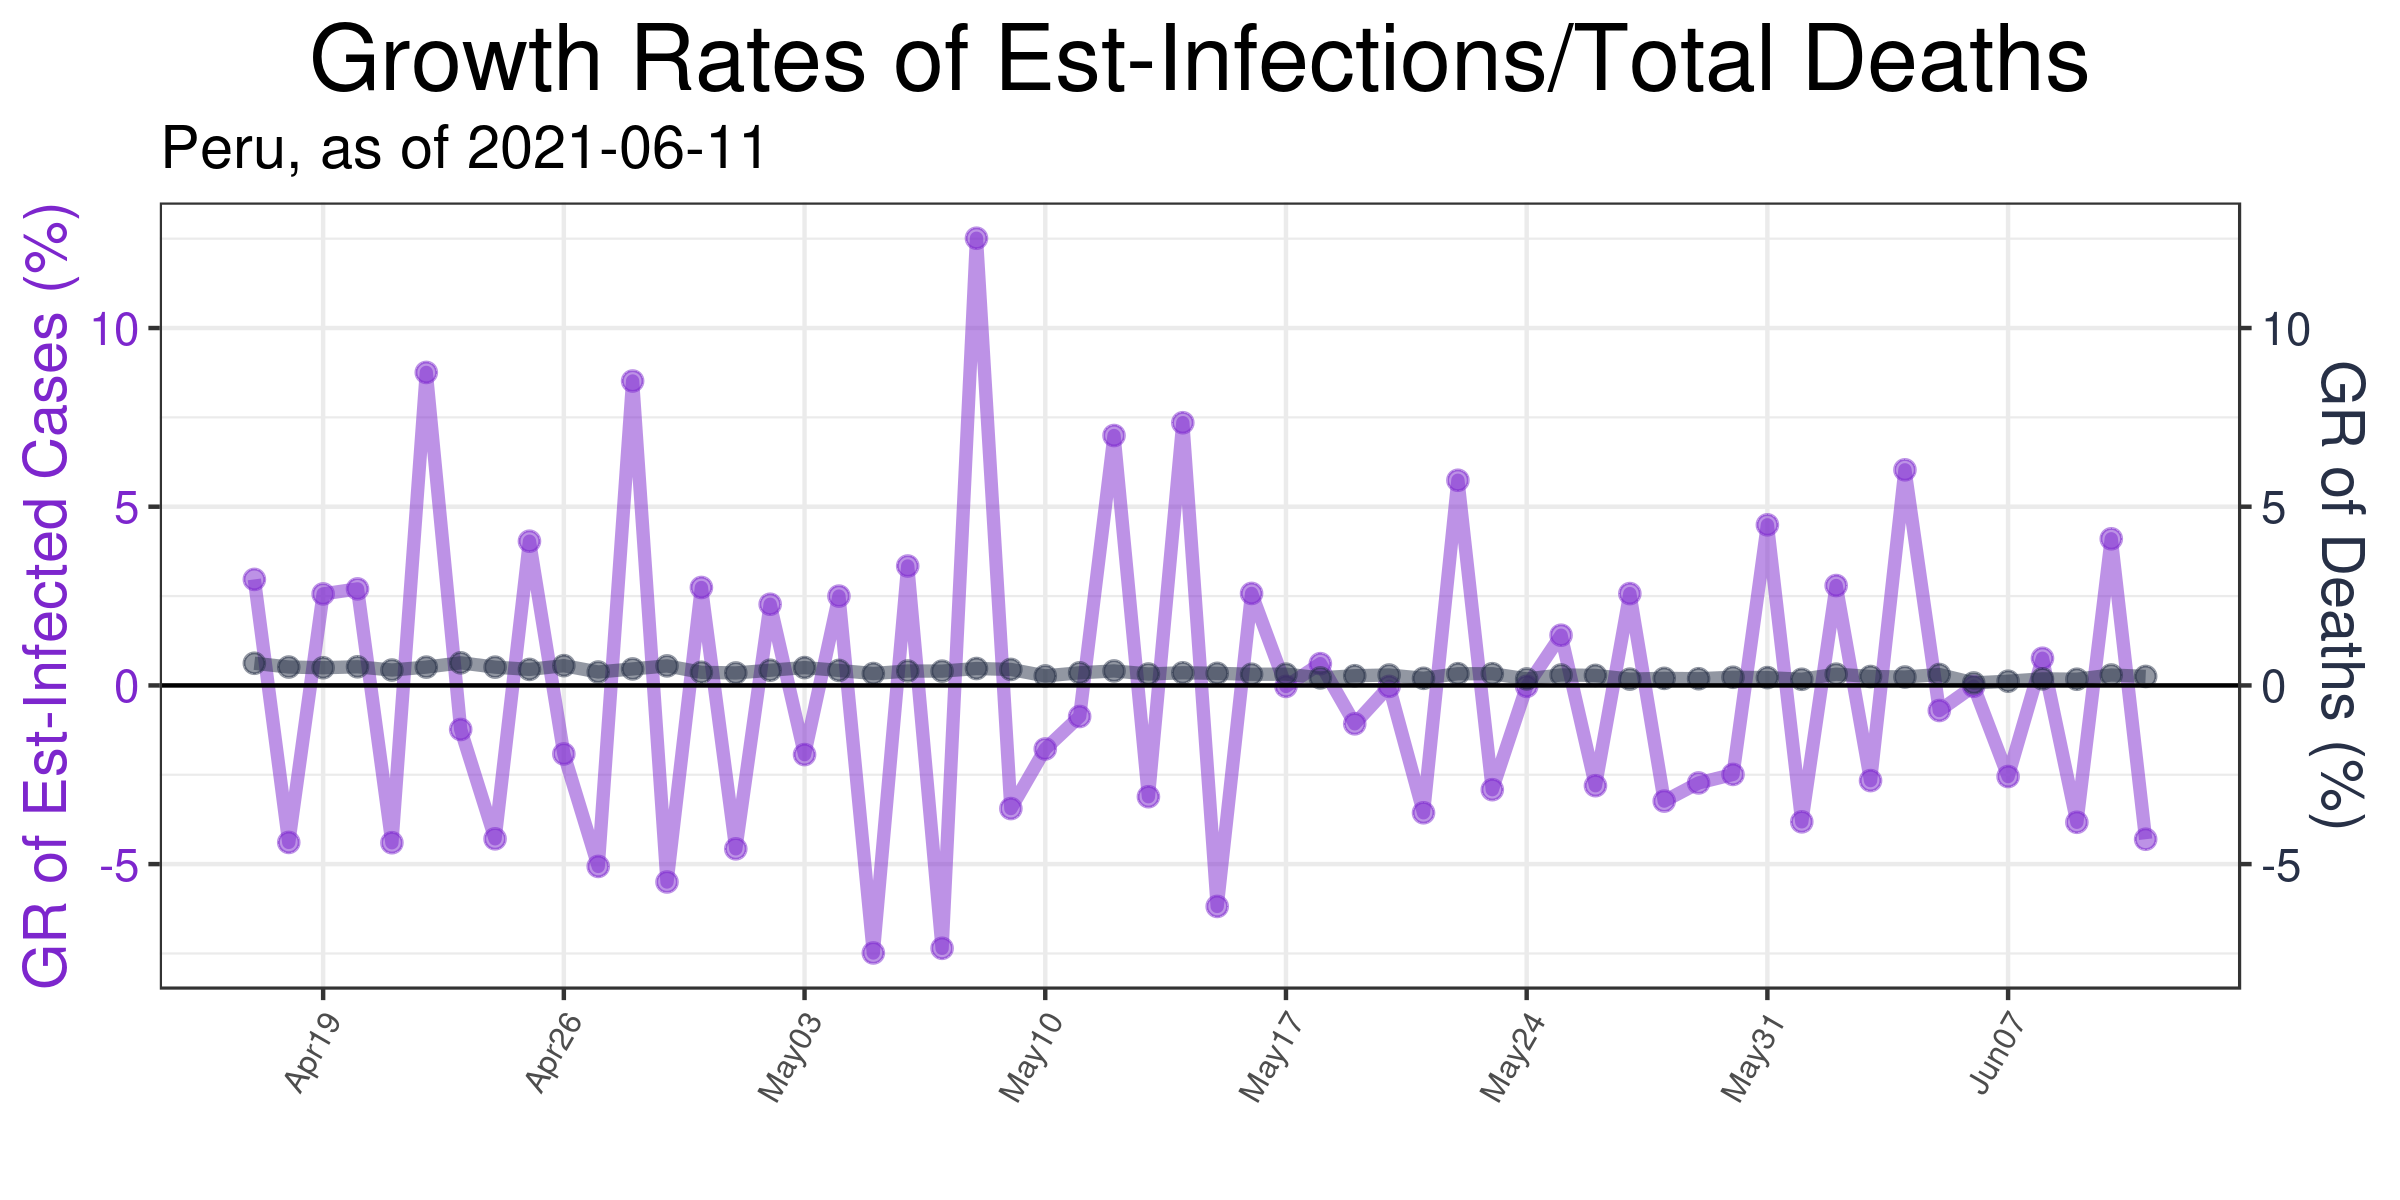 Growth Rates of Est-Infections/Total Deaths
Peru, as of 2021-06-11
GR of Est-Infected Cases (%)
10
5
0
-5
10
5
0
-5
GR of Deaths (%)
Apr19
Apr26
May03
May10
May17
May24
May31
Jun07